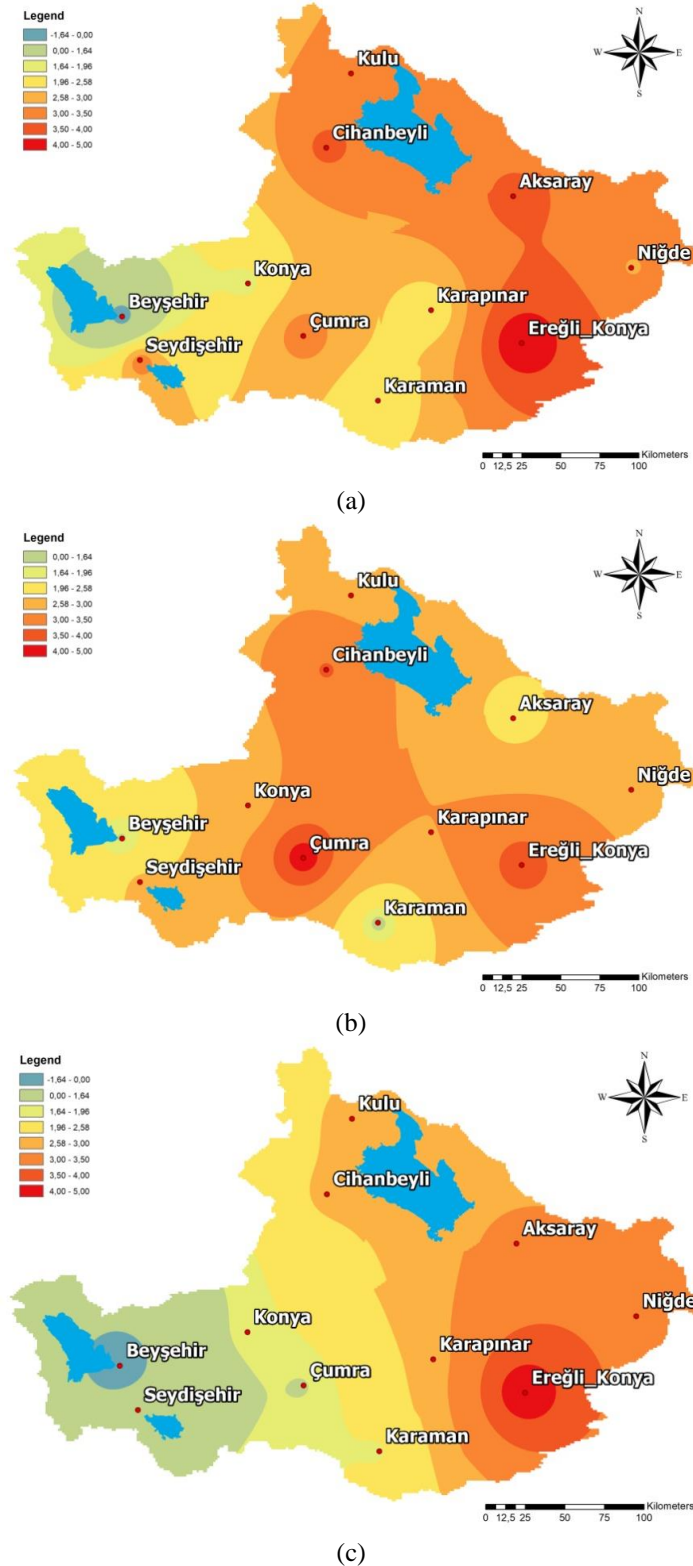 Legend
-1,64 - 0,00
0,00 - 1,64
1,64 - 1,96
1,96 - 2,58
2,58 - 3,00
3,00 - 3,50
3,50 - 4,00
4,00 - 5,00
N
W E
S
Kulu
Cihanbeyli
Aksaray
Niğde
Konya
Beyşehir
Karapınar
Çumra
Ereğli_Konya
Seydişehir
Karaman
Kilometers
0 12,5 25 50 75 100
(a)
Legend
0,00 - 1,64
1,64 - 1,96
1,96 - 2,58
2,58 - 3,00
3,00 - 3,50
3,50 - 4,00
4,00 - 5,00
N
W E
S
Kulu
Cihanbeyli
Aksaray
Niğde
Konya
Beyşehir
Karapınar
Çumra
Ereğli_Konya
Seydişehir
Karaman
Kilometers
0 12,5 25 50 75 100
(b)
Legend
-1,64 - 0,00
0,00 - 1,64
1,64 - 1,96
1,96 - 2,58
2,58 - 3,00
3,00 - 3,50
3,50 - 4,00
4,00 - 5,00
N
W E
S
Kulu
Cihanbeyli
Aksaray
Niğde
Konya
Beyşehir
Karapınar
Çumra
Ereğli_Konya
Seydişehir
Karaman
Kilometers
0 12,5 25 50 75 100
(c)